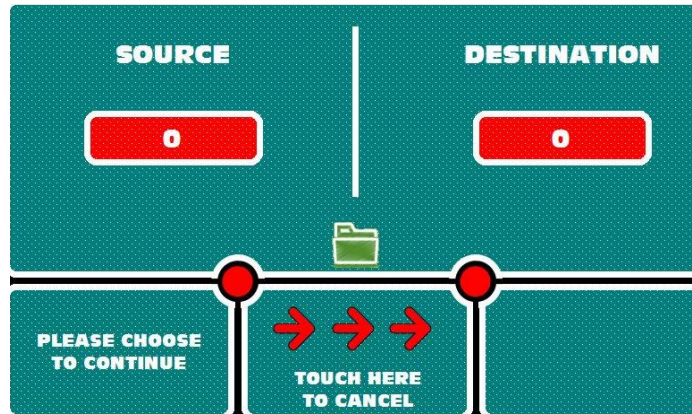 SOURCE
DESTINATION
0
0
PLEASE CHOOSE
TO CONTINUE
TOUCH HERE
TO CANCEL